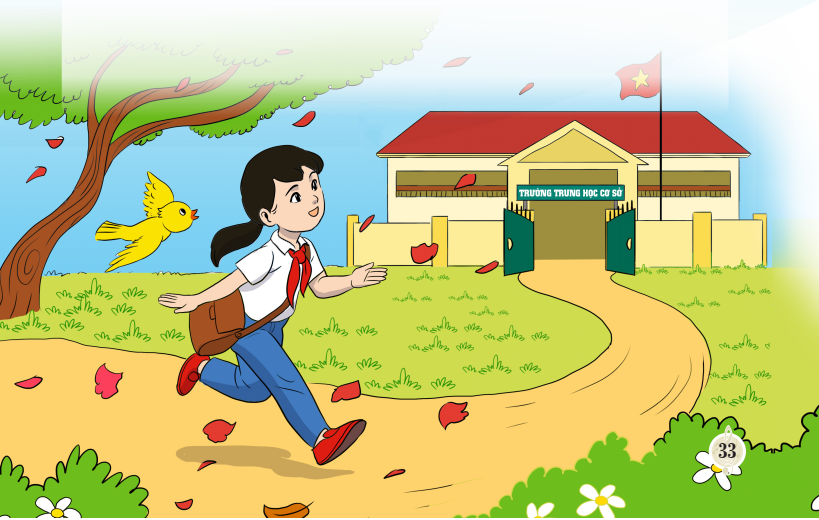 TRƯỜNG TRUNG HỌC CƠ SỞ
33